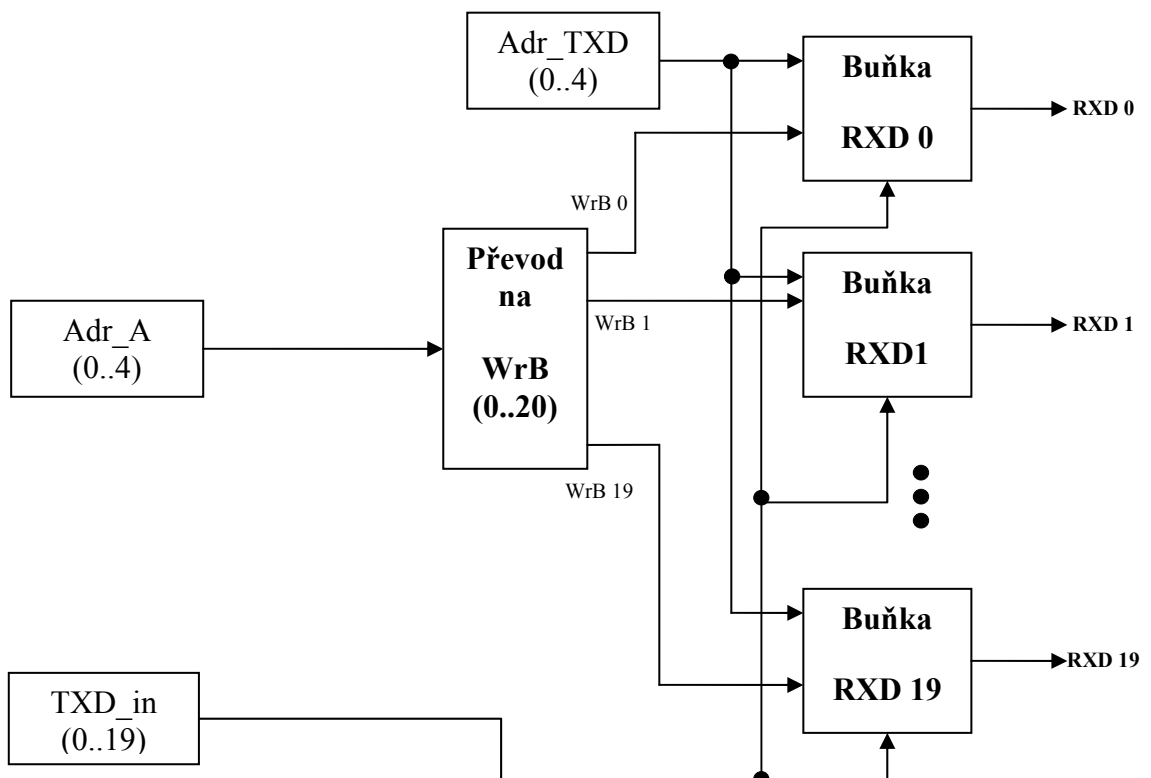 Adr_TXD
(0..4)
Buňka
RXD 0
RXD 0
WrB 0
Převod
na
WrB
(0..20)
Adr_A
(0..4)
WrB 1
Buňka
RXD1
RXD 1
WrB 19
Buňka
RXD 19
RXD 19
TXD_in
(0..19)